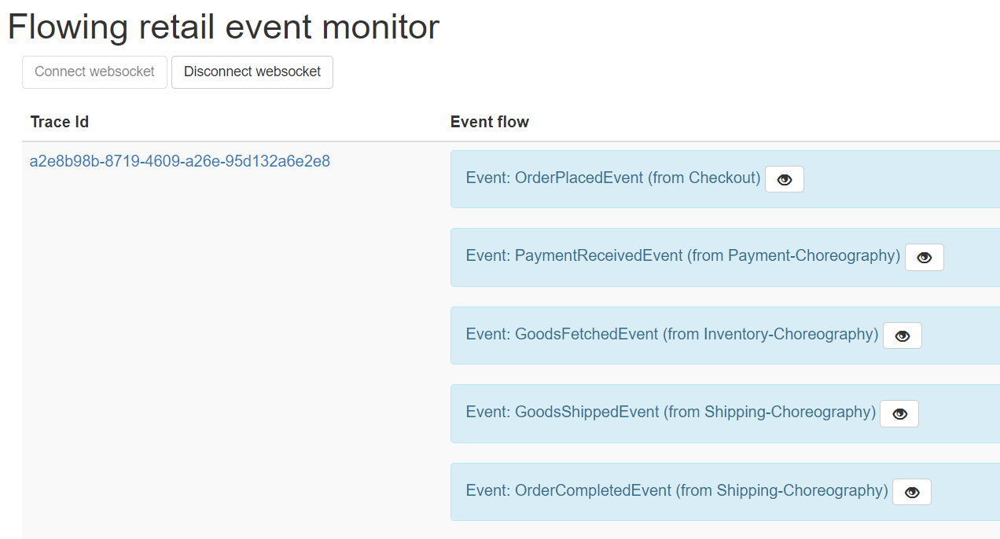 Flowing retail event monitor
Connect websocket Disconnect websocket
Trace Id Event flow
a2e8b98b-8719-4609-a26e-95d132a6e2e8 Event: OrderPlacedEvent (from Checkout)
Event: PaymentReceivedEvent (from Payment-Choreography)
Event: GoodsFetchedEvent (from Inventory-Choreography)
Event: GoodsShippedEvent (from Shipping-Choreography)
Event: OrderCompletedEvent (from Shipping-Choreography)